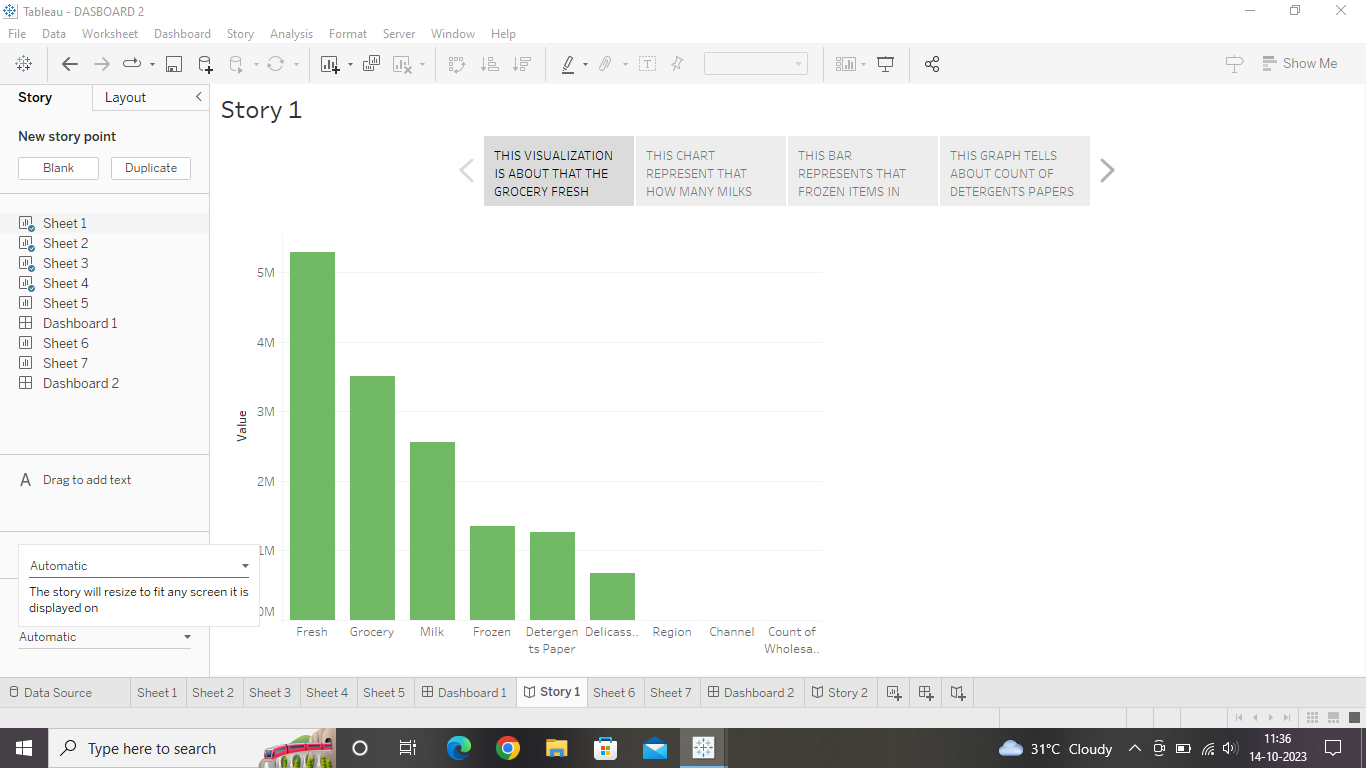 Tableau - DASBOARD 2
File Data Worksheet Dashboard Story Analysis Format Server Window Help
Show Me
Story Layout
New story point
Blank Duplicate
Sheet 1
Sheet 2
Sheet 3
Sheet 4
Sheet 5
Dashboard 1
Sheet 6
Sheet 7
Dashboard 2
A Drag to add text
Automatic
The story will resize to fit any screen it is
displayed on
Automatic
Story 1
THIS VISUALIZATION
IS ABOUT THAT THE
GROCERY FRESH
THIS CHART
REPRESENT THAT
HOW MANY MILKS
THIS BAR
REPRESENTS THAT
FROZEN ITEMS IN
THIS GRAPH TELLS
ABOUT COUNT OF
DETERGENTS PAPERS
Value
5M
4M
3M
2M
1M
0M
Fresh
Grocery
Milk
Frozen
Detergen
ts Paper
Delicass..
Region
Channel
Count of
Wholesa..
Data Source Sheet 1 Sheet 2 Sheet 3 Sheet 4 Sheet 5 Dashboard 1 Story 1 Sheet 6 Sheet 7 Dashboard 2 Story 2
Type here to search
31°C Cloudy
11:36
14-10-2023